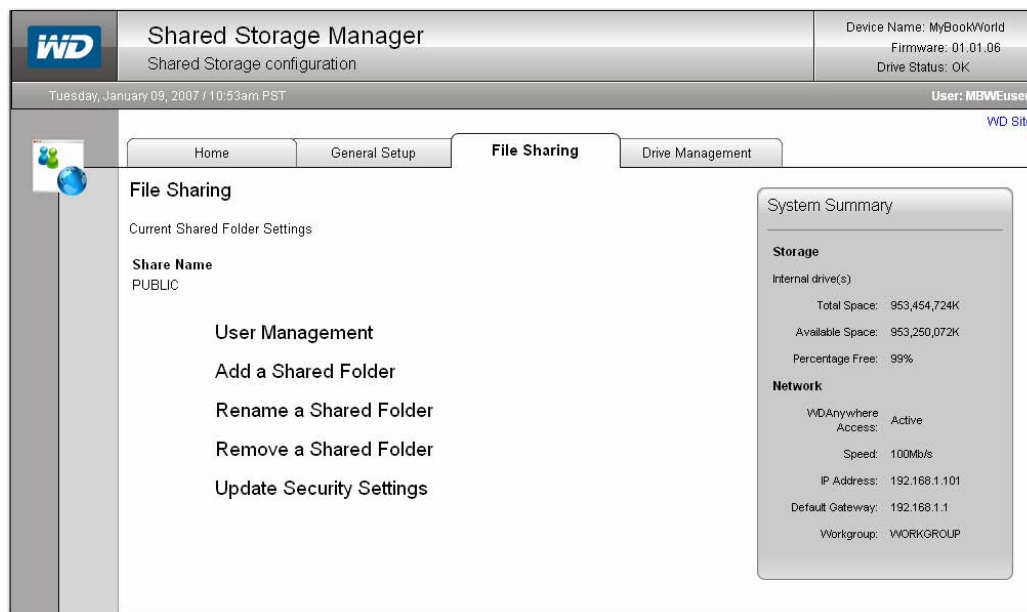 WD
Shared Storage Manager
Shared Storage configuration
Device Name: MyBookWorld
Firmware: 01.01.06
Drive Status: OK
Tuesday, January 09, 2007 / 10:53am PST
User: MBWEuser
WD Site
Home
General Setup
File Sharing
Drive Management
File Sharing
Current Shared Folder Settings
Share Name
PUBLIC
User Management
Add a Shared Folder
Rename a Shared Folder
Remove a Shared Folder
Update Security Settings
System Summary
Storage
Internal drive(s)
Total Space: 953,454,724K
Available Space: 953,250,072K
Percentage Free: 99%
Network
WDAnywhere
Access: Active
Speed: 100Mb/s
IP Address: 192.168.1.101
Default Gateway: 192.168.1.1
Workgroup: WORKGROUP